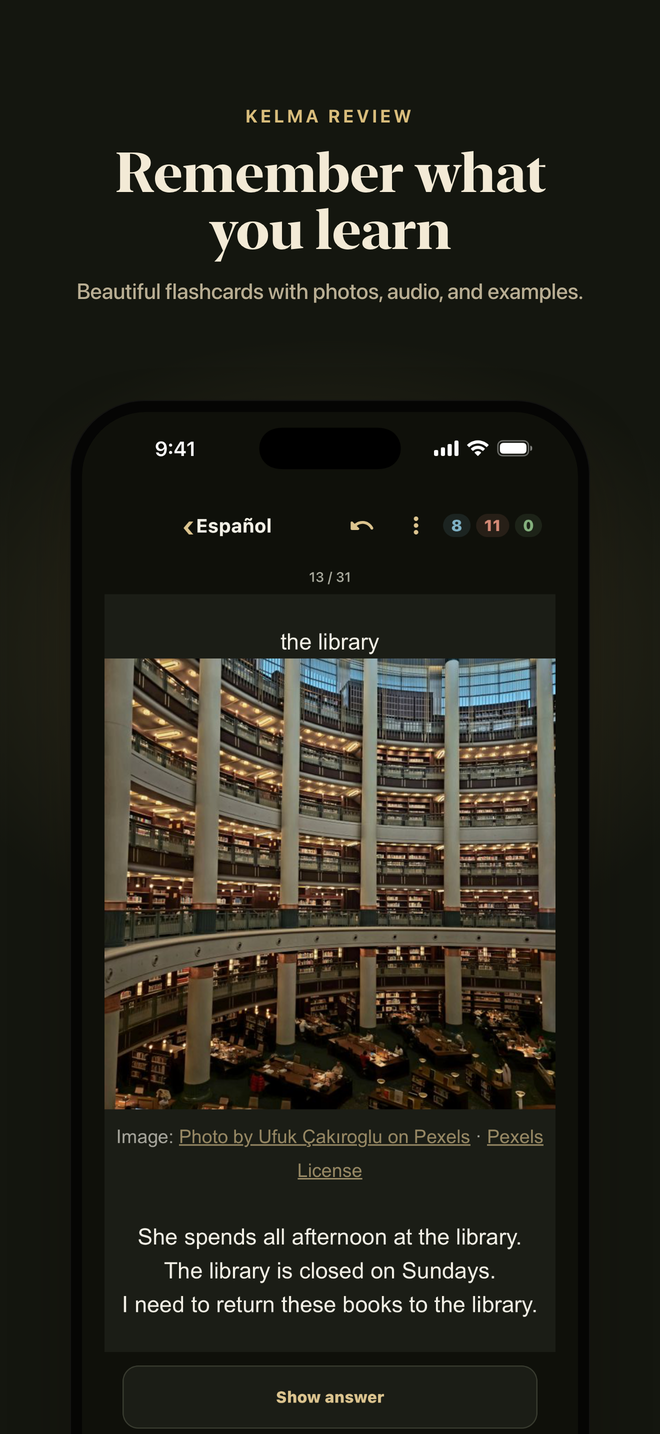 KELMA REVIEW
Remember what
you learn
Beautiful flashcards with photos, audio, and examples.
9:41
‹ Español
8 11 0
13 / 31
the library
Image: Photo by Ufuk Çakıroglu on Pexels · Pexels
License
She spends all afternoon at the library.
The library is closed on Sundays.
I need to return these books to the library.
Show answer